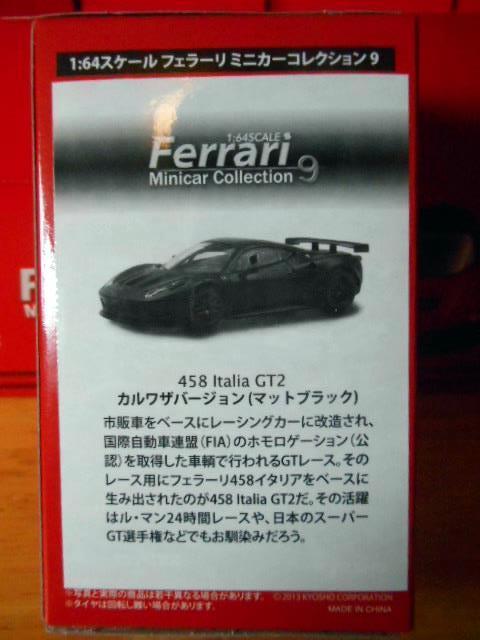 1:64スケール フェラーリ ミニカーコレクション 9
1:64SCALE
Ferrari
Minicar Collection 9
458 Italia GT2
カルワザバージョン(マットブラック)
市販車をベースにレーシングカーに改造され、
国際自動車連盟(FIA)のホモロゲーション(公
認)を取得した車輌で行われるGTレース。その
レース用にフェラーリ458イタリアをベースに
生み出されたのが458 Italia GT2だ。その活躍
はル・マン24時間レースや、日本のスーパー
GT選手権などでもお馴染みだろう。
※写真と実際の商品は若干異なる場合があります。
※タイヤは回転し難い場合があります。
© 2013 KYOSHO CORPORATION
MADE IN CHINA